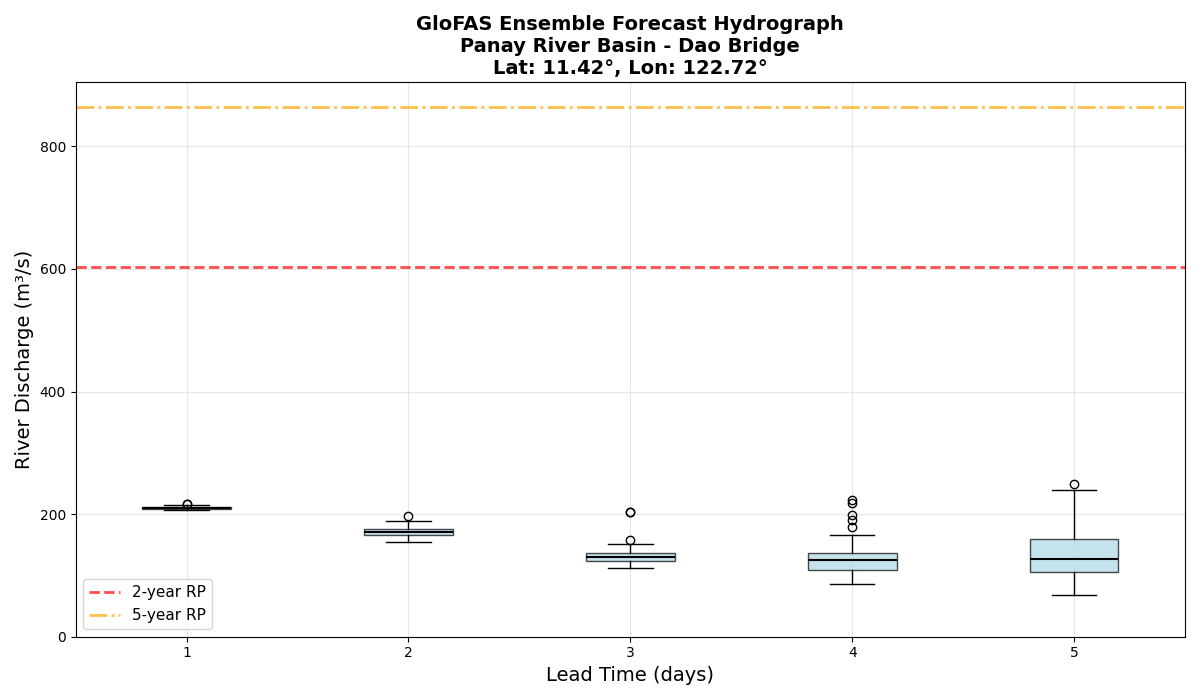 GloFAS Ensemble Forecast Hydrograph
Panay River Basin - Dao Bridge
Lat: 11.42°, Lon: 122.72°
River Discharge (m³/s)
800
600
400
200
0
2-year RP
5-year RP
1 2 3 4 5
Lead Time (days)